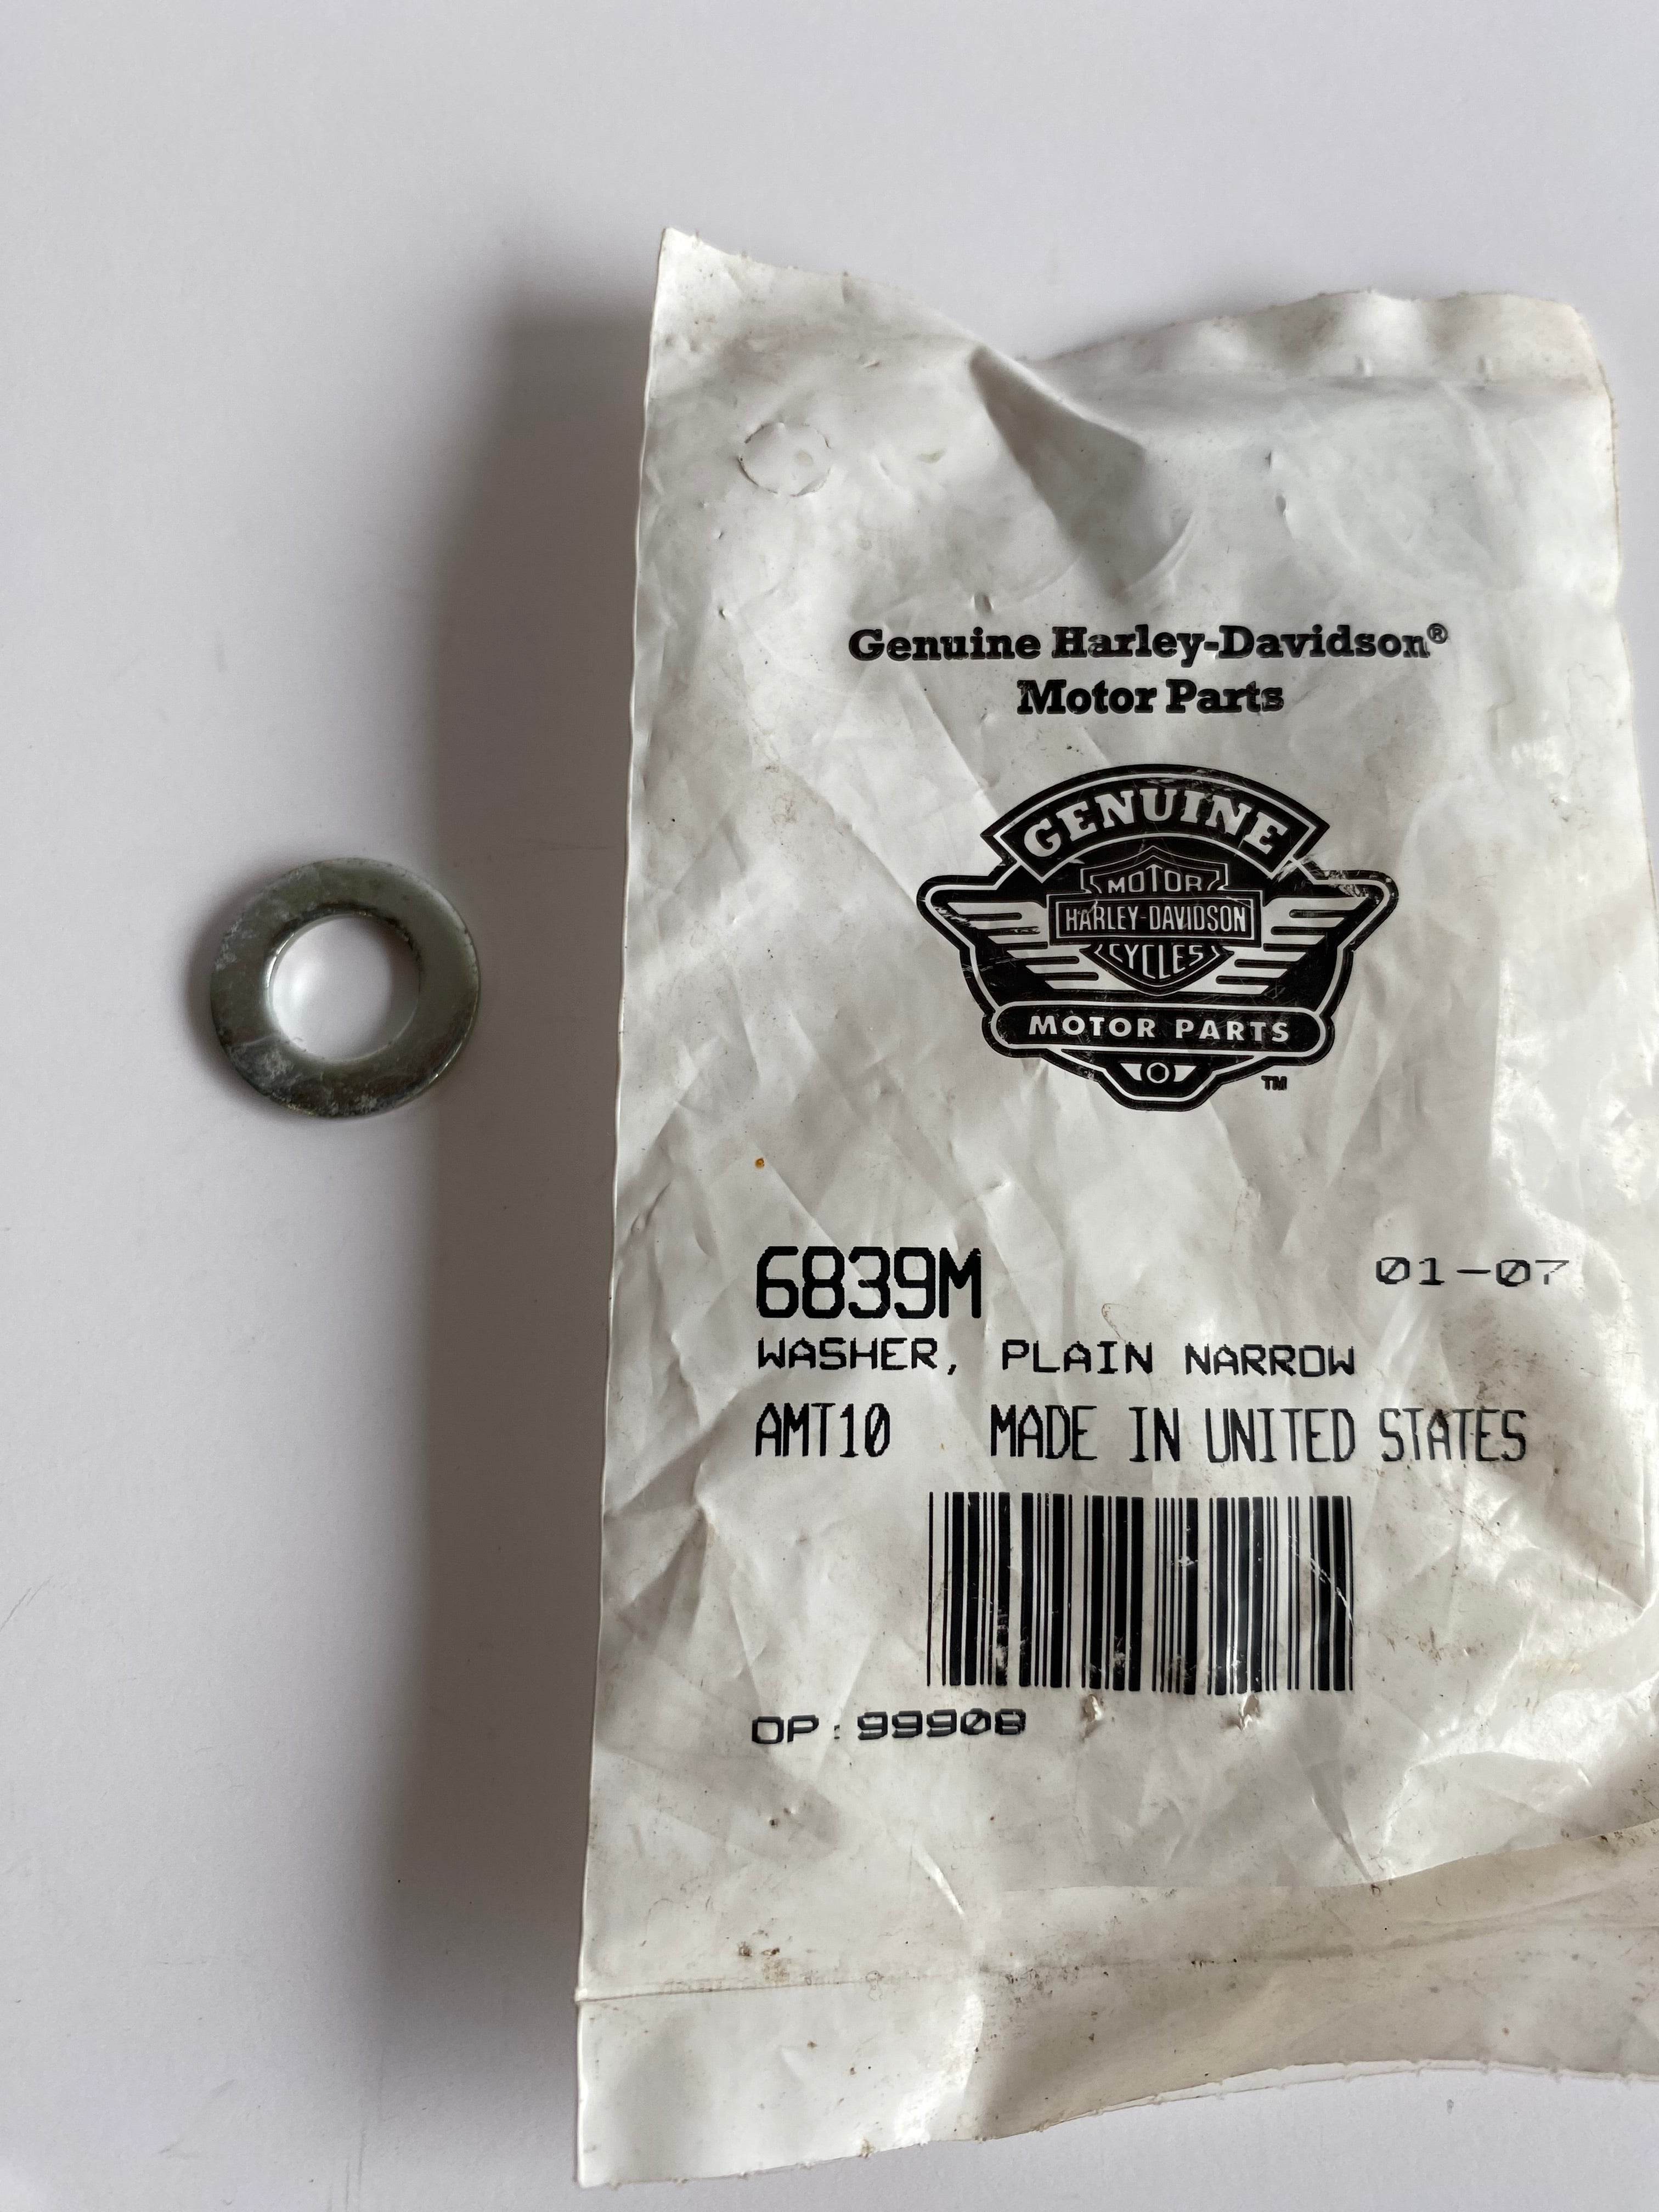 Genuine Harley-Davidson®
Motor Parts
GENUINE
MOTOR
HARLEY-DAVIDSON
CYCLES
MOTOR PARTS
TM
6839M 01-07
WASHER, PLAIN NARROW
AMT10 MADE IN UNITED STATES
OP: 99908